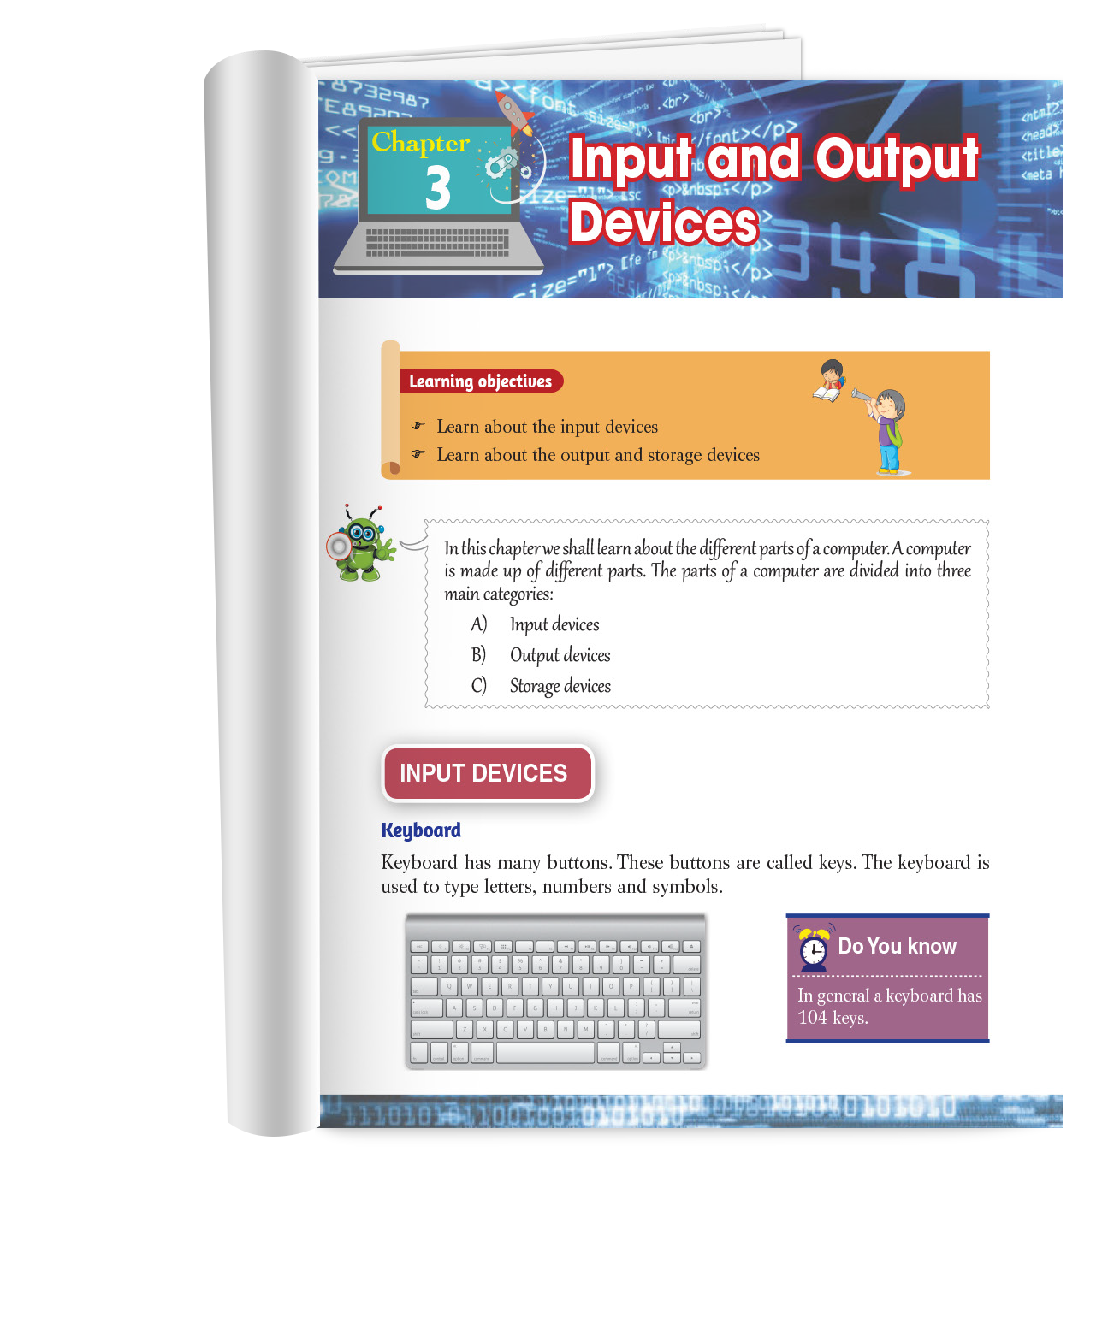 Chapter
3
Input and Output
Devices
Learning objectives
☞ Learn about the input devices
☞ Learn about the output and storage devices
In this chapter we shall learn about the different parts of a computer. A computer
is made up of different parts. The parts of a computer are divided into three
main categories:
A) Input devices
B) Output devices
C) Storage devices
INPUT DEVICES
Keyboard
Keyboard has many buttons. These buttons are called keys. The keyboard is
used to type letters, numbers and symbols.
Do You know
In general a keyboard has
104 keys.